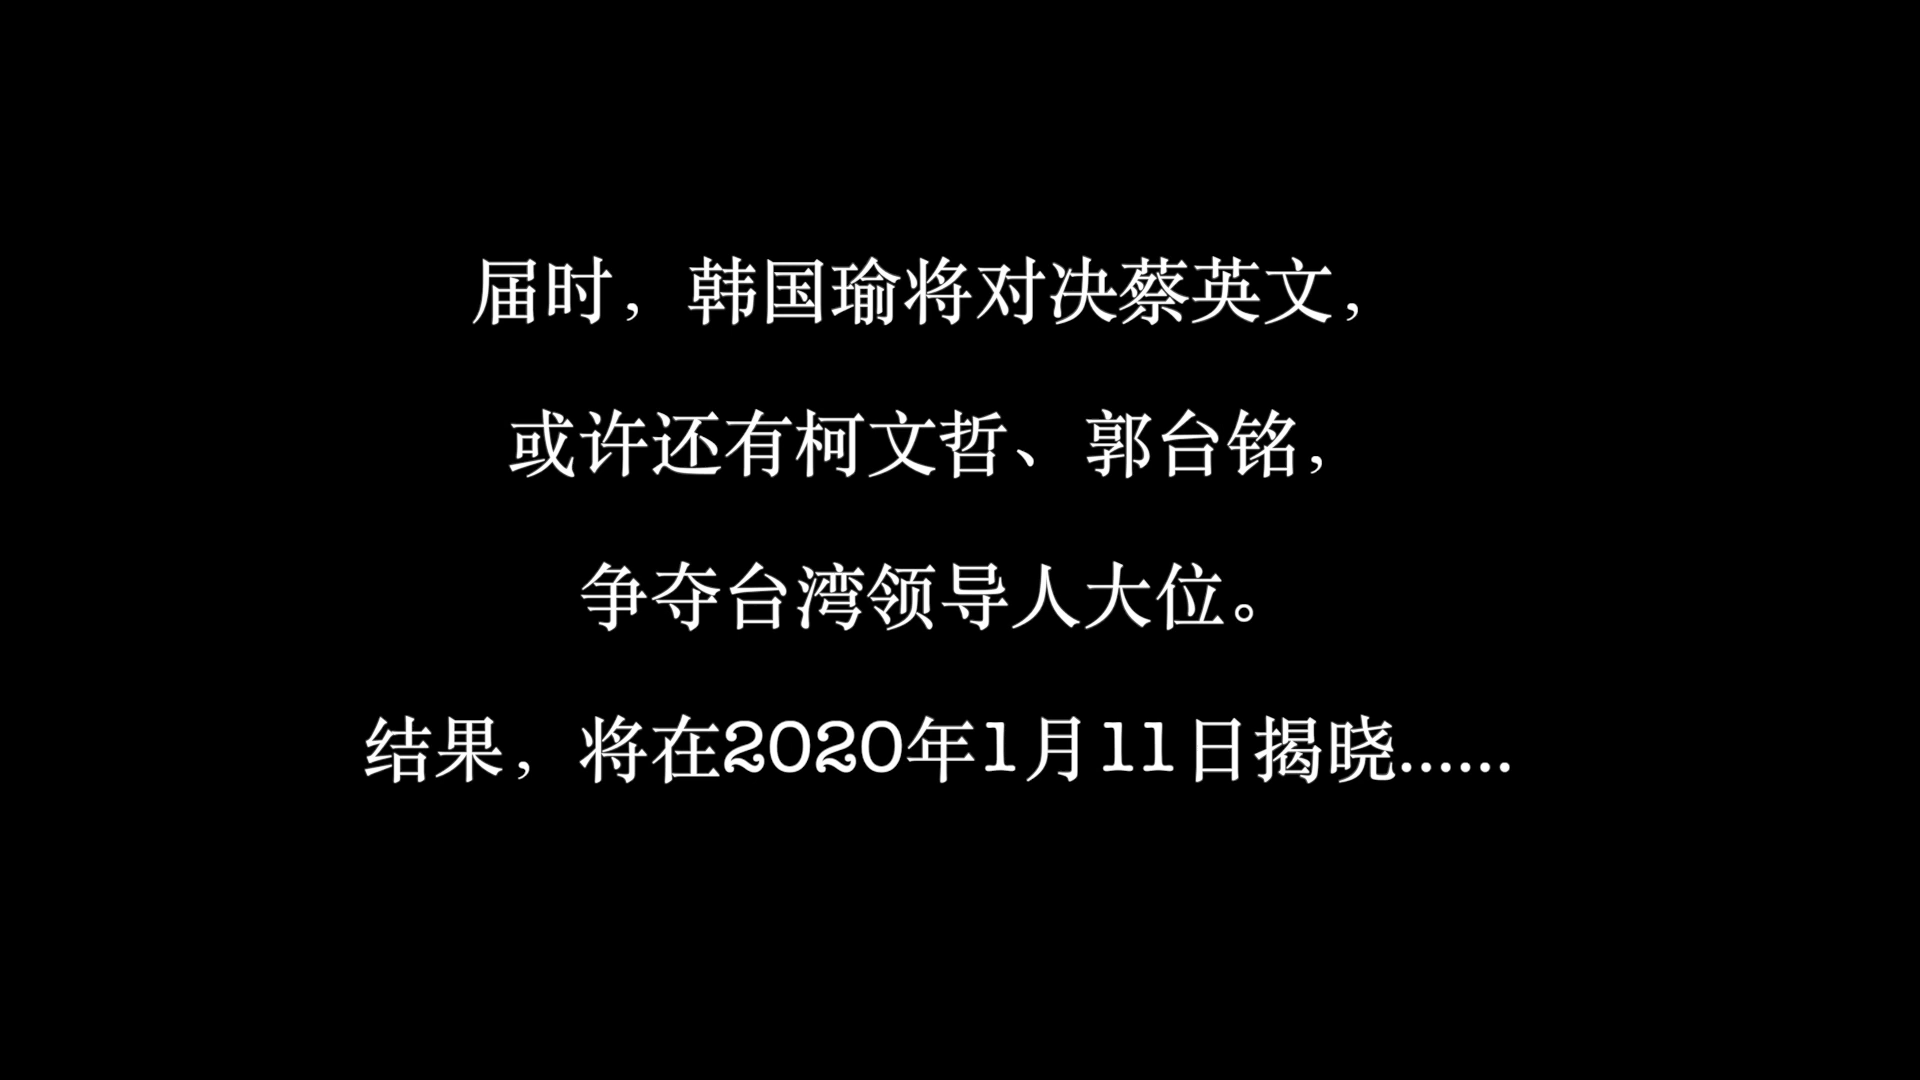 届时，韩国瑜将对决蔡英文，
或许还有柯文哲、郭台铭，
争夺台湾领导人大位。
结果，将在2020年1月11日揭晓......